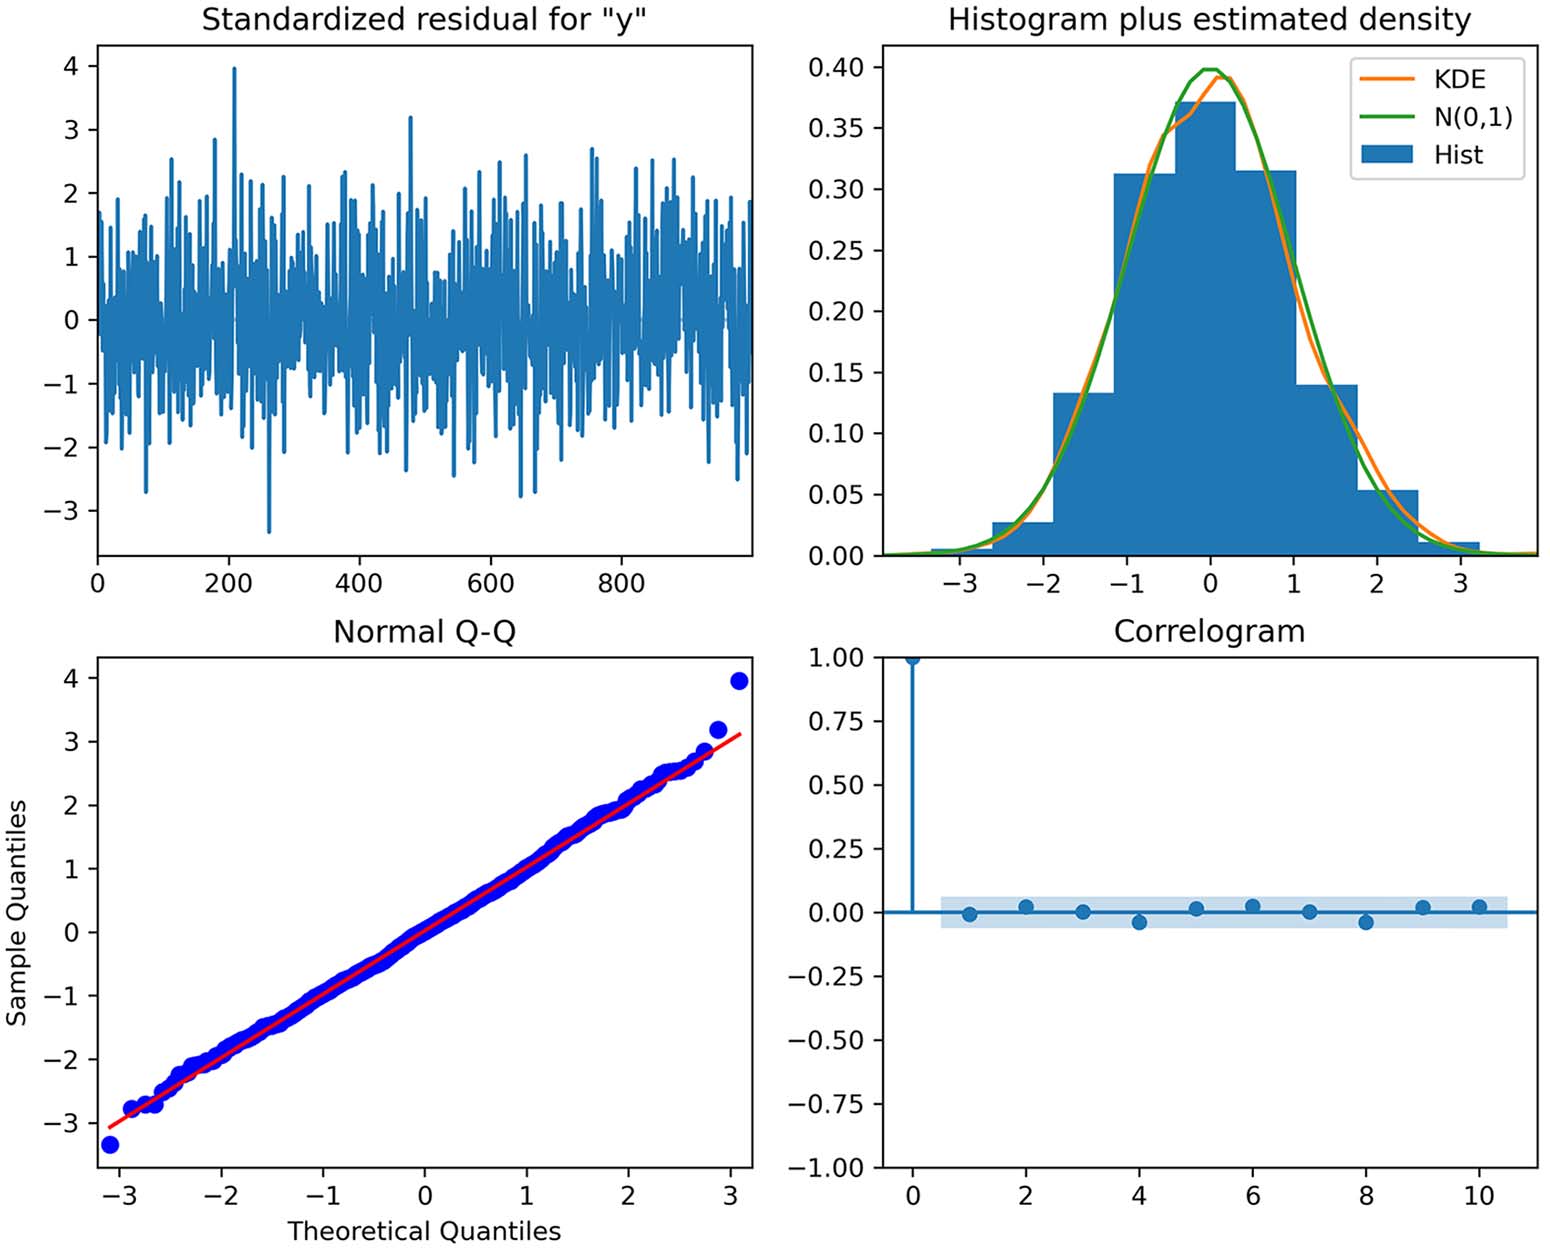 Standardized residual for "y"
4
3
2
1
0
−1
−2
−3
0 200 400 600 800
Histogram plus estimated density
0.40
0.35
0.30
0.25
0.20
0.15
0.10
0.05
0.00
−3 −2 −1 0 1 2 3
KDE
N(0,1)
Hist
Normal Q-Q
Sample Quantiles
4
3
2
1
0
−1
−2
−3
−3 −2 −1 0 1 2 3
Theoretical Quantiles
Correlogram
1.00
0.75
0.50
0.25
0.00
−0.25
−0.50
−0.75
−1.00
0 2 4 6 8 10